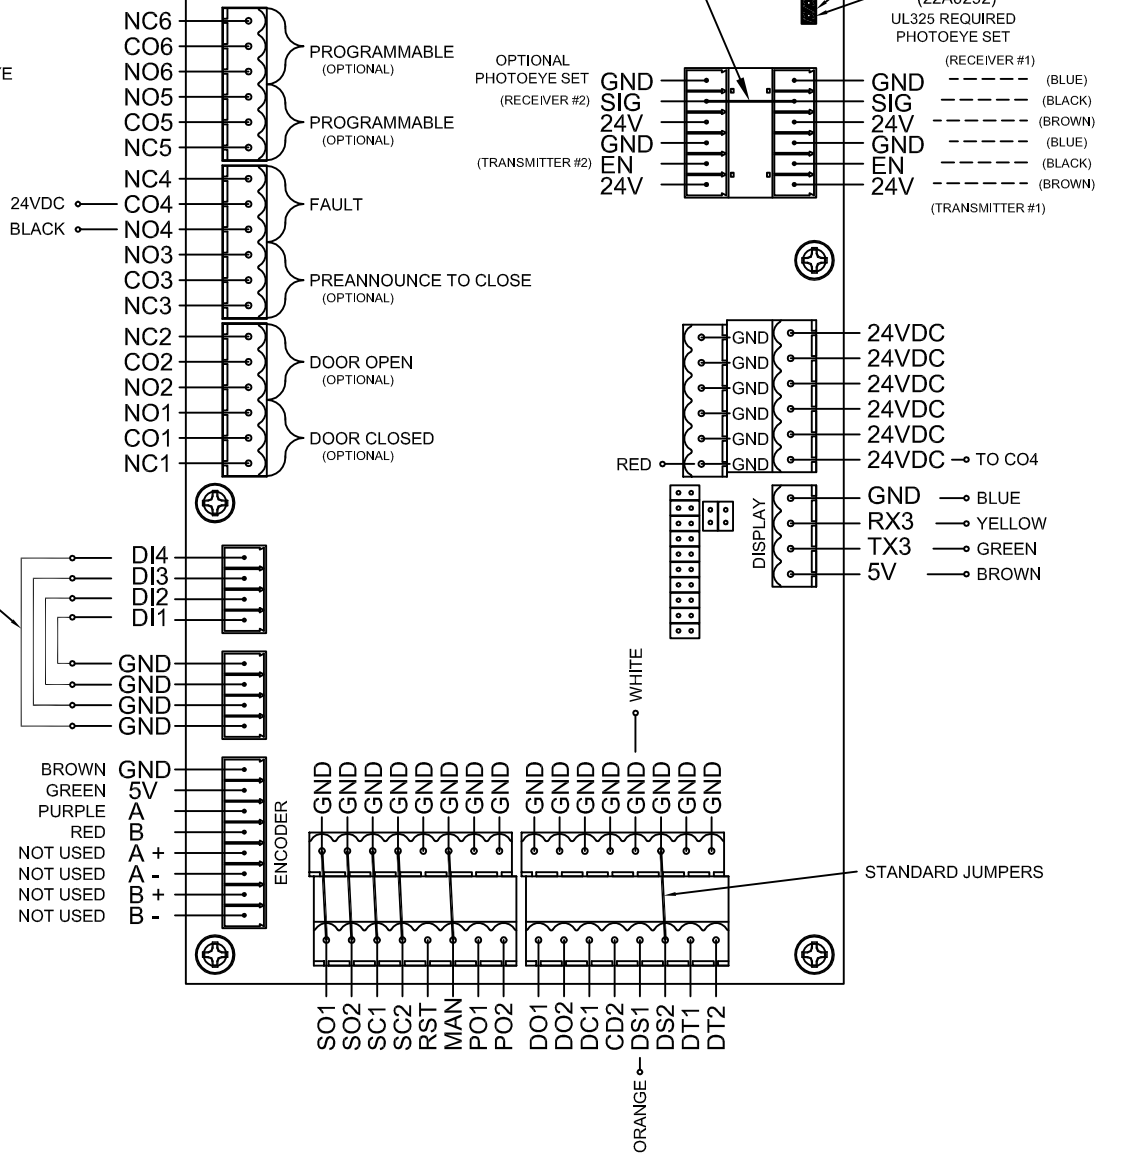 NC6
CO6
NO6
NO5
CO5
NC5
PROGRAMMABLE
(OPTIONAL)
PROGRAMMABLE
(OPTIONAL)
NC4
24VDC CO4
BLACK NO4
NO3
CO3
NC3
FAULT
PREANNOUNCE TO CLOSE
(OPTIONAL)
NC2
CO2
NO2
NO1
CO1
NC1
DOOR OPEN
(OPTIONAL)
DOOR CLOSED
(OPTIONAL)
UL325 REQUIRED
PHOTOEYE SET
(RECEIVER #1)
OPTIONAL
PHOTOEYE SET
(RECEIVER #2)
(TRANSMITTER #2)
GND
SIG
24V
GND
EN
24V
GND (BLUE)
SIG (BLACK)
24V (BROWN)
GND (BLUE)
EN (BLACK)
24V (BROWN)
(TRANSMITTER #1)
GND 24VDC
GND 24VDC
GND 24VDC
GND 24VDC
GND 24VDC
RED GND 24VDC TO CO4
DISPLAY
GND BLUE
RX3 YELLOW
TX3 GREEN
5V BROWN
DI4
DI3
DI2
DI1
GND
GND
GND
GND
BROWN GND
GREEN 5V
PURPLE A
RED B
NOT USED A +
NOT USED A -
NOT USED B +
NOT USED B -
ENCODER
WHITE
GND GND GND GND GND GND GND GND
GND GND GND GND GND GND GND GND
STANDARD JUMPERS
SO1 SO2 SC1 SC2 RST MAN PO1 PO2
DO1 DO2 DC1 CD2 DS1 DS2 DT1 DT2
ORANGE